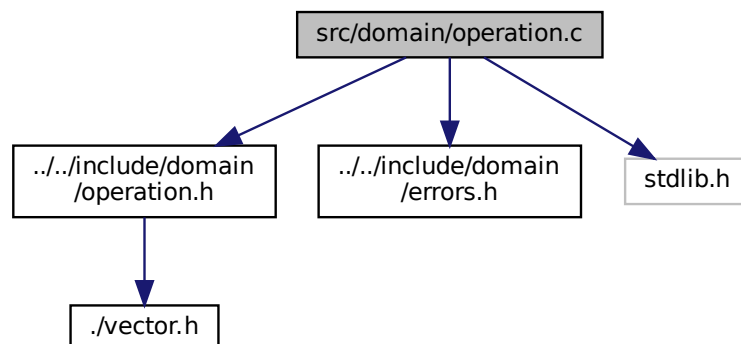 src/domain/operation.c
../../include/domain
/operation.h
../../include/domain
/errors.h
stdlib.h
./vector.h